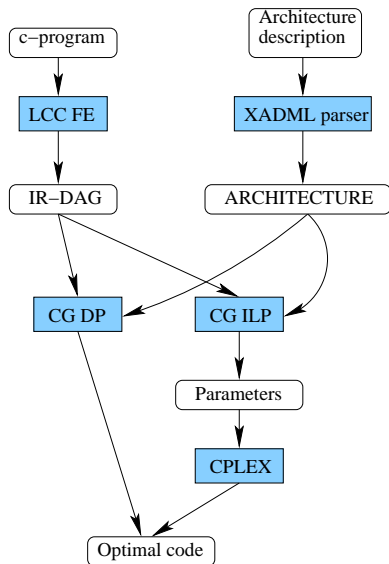 c−program
Architecture
description
LCC FE
XADML parser
IR−DAG
ARCHITECTURE
CG DP
CG ILP
Parameters
CPLEX
Optimal code